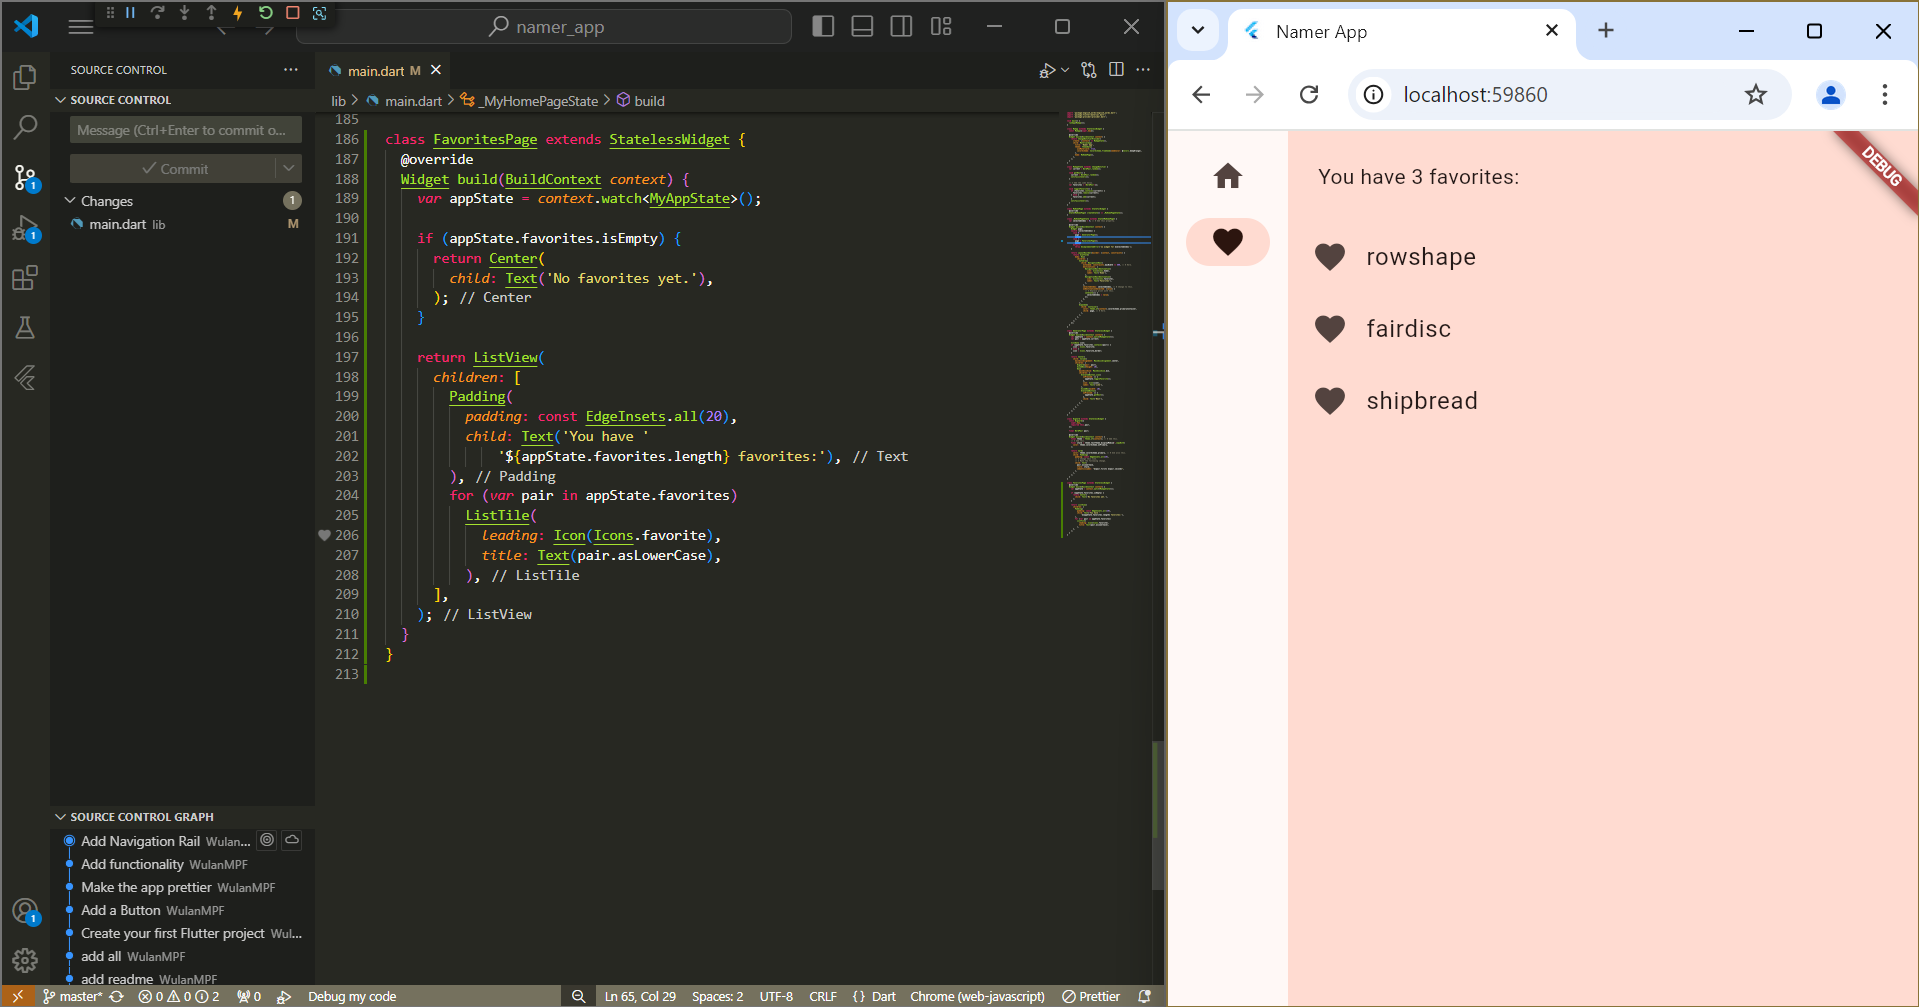 namer_app
SOURCE CONTROL
SOURCE CONTROL
Message (Ctrl+Enter to commit o...
Commit
Changes 1
main.dart lib M
1
1
SOURCE CONTROL GRAPH
Add Navigation Rail Wulan...
Add functionality WulanMPF
Make the app prettier WulanMPF
Add a Button WulanMPF
Create your first Flutter project Wul...
add all WulanMPF
add readme WulanMPF
1
main.dart M
lib > main.dart > _MyHomePageState > build
185
186 class FavoritesPage extends StatelessWidget {
187 @override
188 Widget build(BuildContext context) {
189 var appState = context.watch<MyAppState>();
190
191 if (appState.favorites.isEmpty) {
192 return Center(
193 child: Text('No favorites yet.'),
194 ); // Center
195 }
196
197 return ListView(
198 children: [
199 Padding(
200 padding: const EdgeInsets.all(20),
201 child: Text('You have '
202 '${appState.favorites.length} favorites:'), // Text
203 ), // Padding
204 for (var pair in appState.favorites)
205 ListTile(
206 leading: Icon(Icons.favorite),
207 title: Text(pair.asLowerCase),
208 ), // ListTile
209 ],
210 ); // ListView
211 }
212 }
213
master* 0 0 2 0 Debug my code Ln 65, Col 29 Spaces: 2 UTF-8 CRLF {} Dart Chrome (web-javascript) Prettier
Namer App
localhost:59860
DEBUG
You have 3 favorites:
rowshape
fairdisc
shipbread